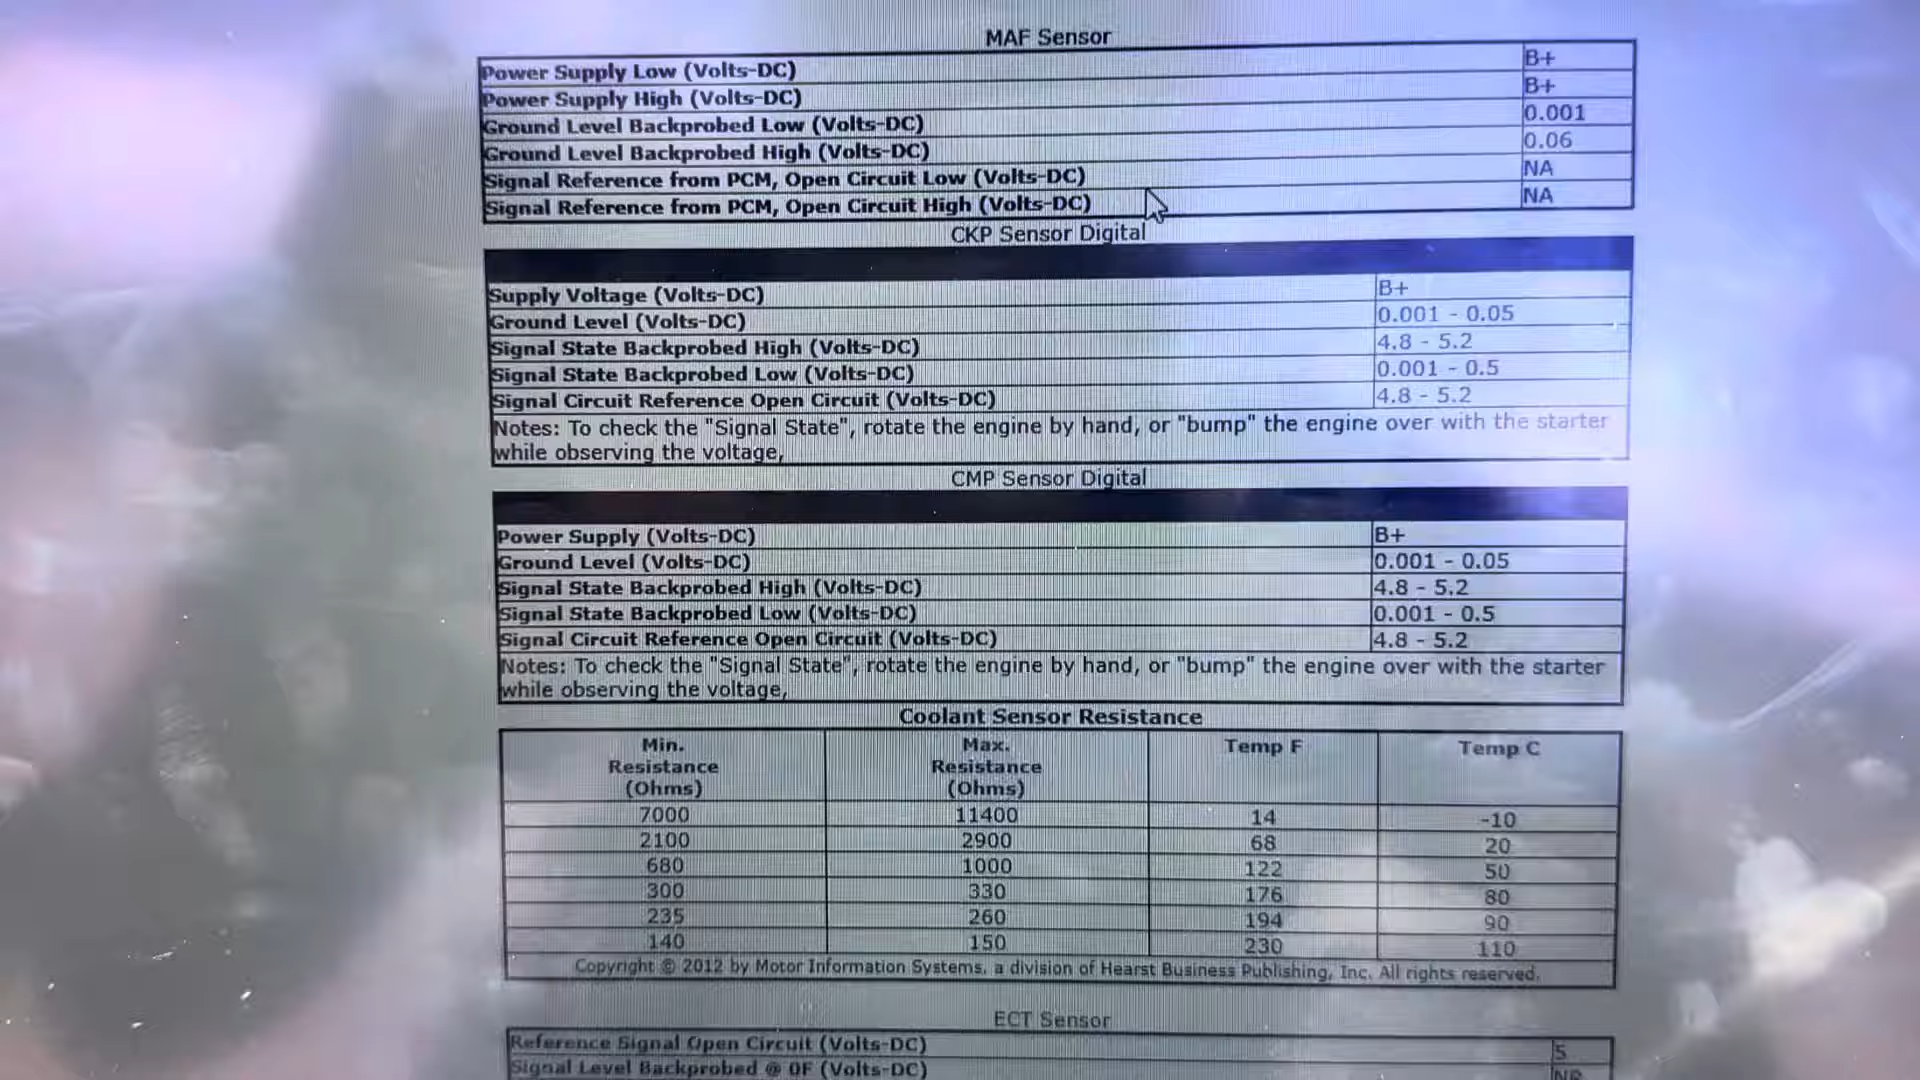 MAF Sensor
Power Supply Low (Volts-DC) B+
Power Supply High (Volts-DC) B+
Ground Level Backprobed Low (Volts-DC) 0.001
Ground Level Backprobed High (Volts-DC) 0.06
Signal Reference from PCM, Open Circuit Low (Volts-DC) NA
Signal Reference from PCM, Open Circuit High (Volts-DC) NA
CKP Sensor Digital
Supply Voltage (Volts-DC) B+
Ground Level (Volts-DC) 0.001 - 0.05
Signal State Backprobed High (Volts-DC) 4.8 - 5.2
Signal State Backprobed Low (Volts-DC) 0.001 - 0.5
Signal Circuit Reference Open Circuit (Volts-DC) 4.8 - 5.2
Notes: To check the "Signal State", rotate the engine by hand, or "bump" the engine over with the starter
while observing the voltage,
CMP Sensor Digital
Power Supply (Volts-DC) B+
Ground Level (Volts-DC) 0.001 - 0.05
Signal State Backprobed High (Volts-DC) 4.8 - 5.2
Signal State Backprobed Low (Volts-DC) 0.001 - 0.5
Signal Circuit Reference Open Circuit (Volts-DC) 4.8 - 5.2
Notes: To check the "Signal State", rotate the engine by hand, or "bump" the engine over with the starter
while observing the voltage,
Coolant Sensor Resistance
Min. Max. Temp F Temp C
Resistance Resistance
(Ohms) (Ohms)
7000 11400 14 -10
2100 2900 68 20
680 1000 122 50
300 330 176 80
235 260 194 90
140 150 230 110
Copyright © 2012 by Motor Information Systems, a division of Hearst Business Publishing, Inc. All rights reserved.
ECT Sensor
Reference Signal Open Circuit (Volts-DC) 5
Signal Level Backprobed @ 0F (Volts-DC) NR